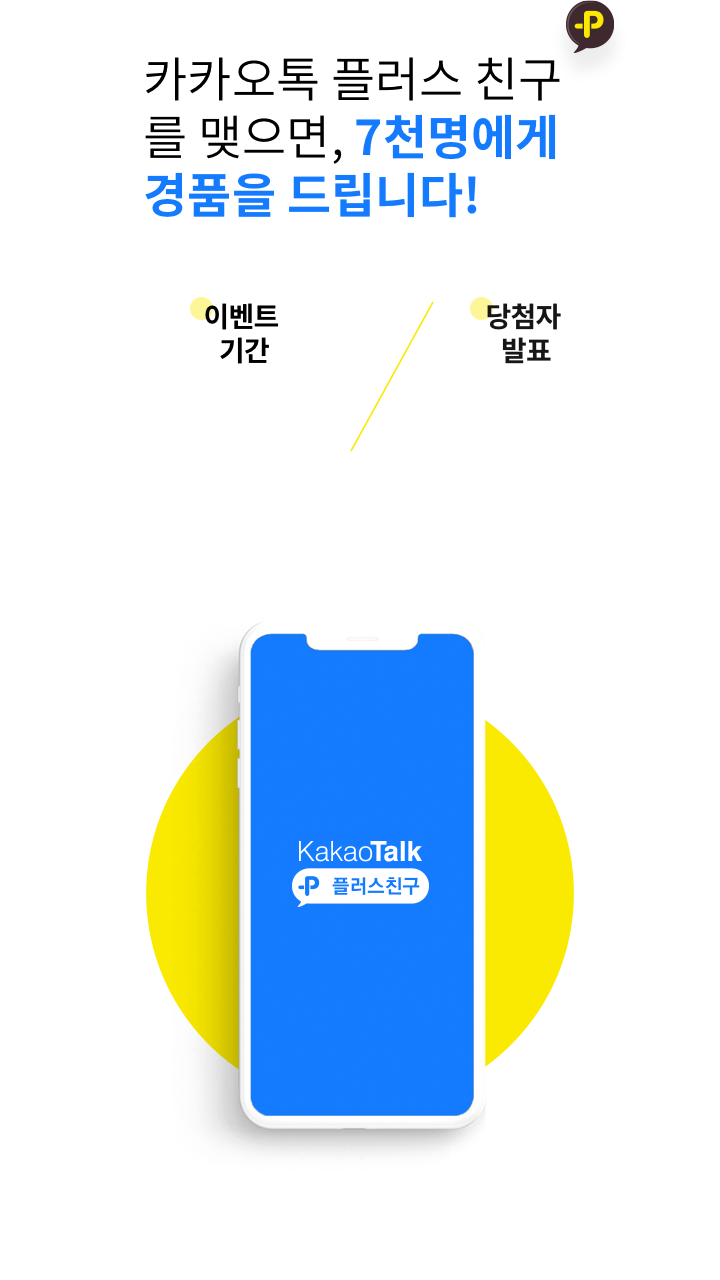 카카오톡 플러스 친구
를 맺으면, 7천명에게
경품을 드립니다!
이벤트
기간
당첨자
발표
KakaoTalk
플러스친구